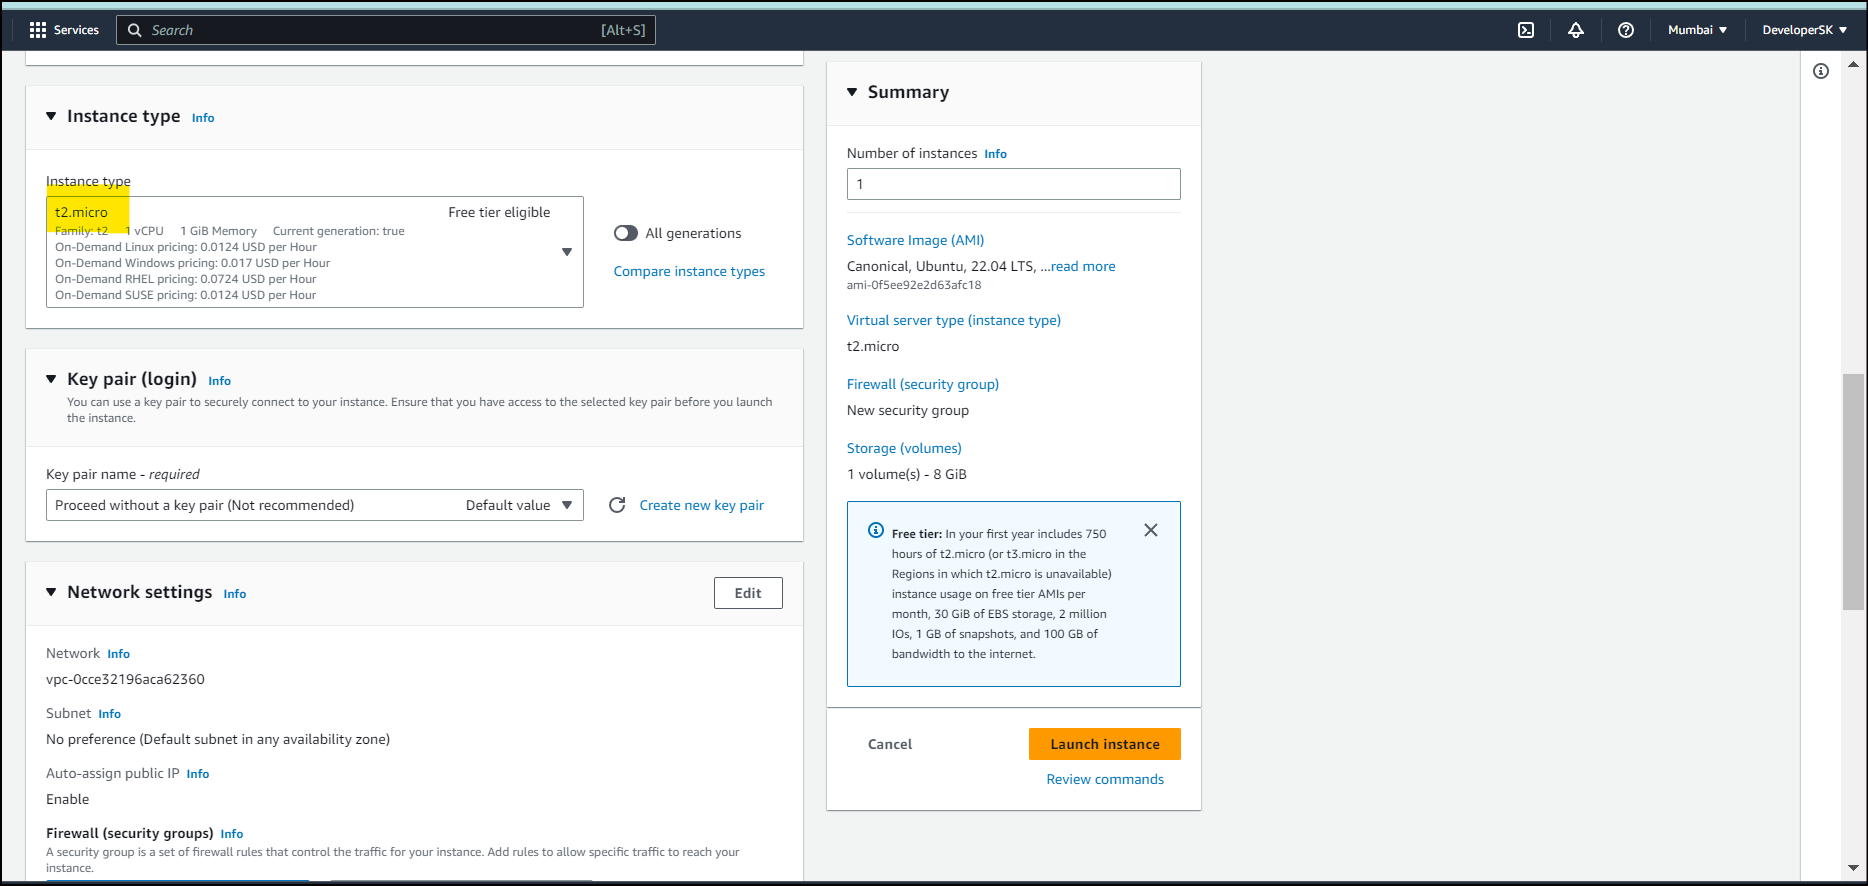 Services
Search [Alt+S]
Mumbai ▼
DeveloperSK ▼
▼ Instance type Info
Instance type
t2.micro Free tier eligible
Family: t2 1 vCPU 1 GiB Memory Current generation: true
On-Demand Linux pricing: 0.0124 USD per Hour
On-Demand Windows pricing: 0.017 USD per Hour
On-Demand RHEL pricing: 0.0724 USD per Hour
On-Demand SUSE pricing: 0.0124 USD per Hour
All generations
Compare instance types
▼ Key pair (login) Info
You can use a key pair to securely connect to your instance. Ensure that you have access to the selected key pair before you launch
the instance.
Key pair name - required
Proceed without a key pair (Not recommended) Default value ▼
Create new key pair
▼ Network settings Info
Edit
Network Info
vpc-0cce32196aca62360
Subnet Info
No preference (Default subnet in any availability zone)
Auto-assign public IP Info
Enable
Firewall (security groups) Info
A security group is a set of firewall rules that control the traffic for your instance. Add rules to allow specific traffic to reach your
instance.
▼ Summary
Number of instances Info
1
Software Image (AMI)
Canonical, Ubuntu, 22.04 LTS, ...read more
ami-0f5ee92e2d63afc18
Virtual server type (instance type)
t2.micro
Firewall (security group)
New security group
Storage (volumes)
1 volume(s) - 8 GiB
Free tier: In your first year includes 750
hours of t2.micro (or t3.micro in the
Regions in which t2.micro is unavailable)
instance usage on free tier AMIs per
month, 30 GiB of EBS storage, 2 million
IOs, 1 GB of snapshots, and 100 GB of
bandwidth to the internet.
Cancel
Launch instance
Review commands